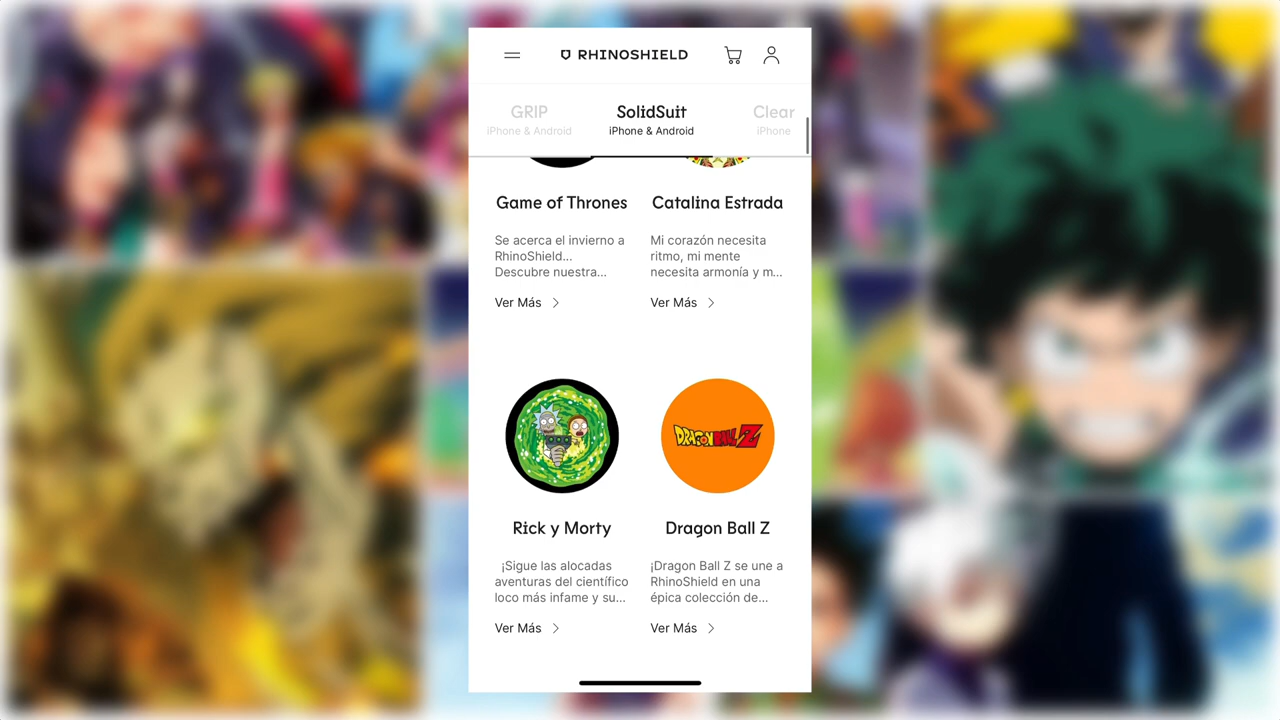 RHINOSHIELD
GRIP
iPhone & Android
SolidSuit
iPhone & Android
Clear
iPhone
Game of Thrones
Se acerca el invierno a
RhinoShield...
Descubre nuestra...
Ver Más
Catalina Estrada
Mi corazón necesita
ritmo, mi mente
necesita armonía y m...
Ver Más
DRAGON BALL Z
Rick y Morty
¡Sigue las alocadas
aventuras del científico
loco más infame y su...
Ver Más
Dragon Ball Z
¡Dragon Ball Z se une a
RhinoShield en una
épica colección de...
Ver Más